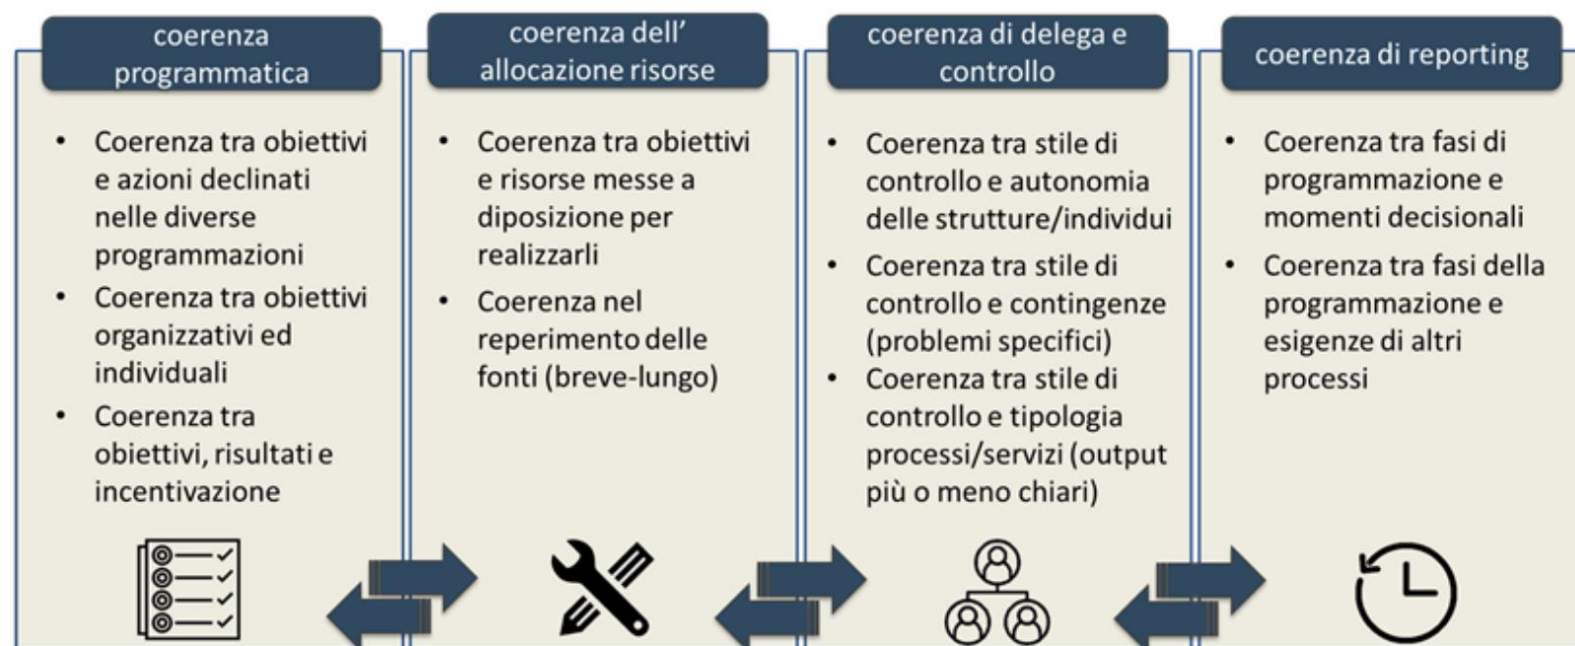 coerenza
programmatica
• Coerenza tra obiettivi
e azioni declinati
nelle diverse
programmazioni
• Coerenza tra obiettivi
organizzativi ed
individuali
• Coerenza tra
obiettivi, risultati e
incentivazione
coerenza dell'
allocazione risorse
• Coerenza tra obiettivi
e risorse messe a
diposizione per
realizzarli
• Coerenza nel
reperimento delle
fonti (breve-lungo)
coerenza di delega e
controllo
• Coerenza tra stile di
controllo e autonomia
delle strutture/individui
• Coerenza tra stile di
controllo e contingenze
(problemi specifici)
• Coerenza tra stile di
controllo e tipologia
processi/servizi (output
più o meno chiari)
coerenza di reporting
• Coerenza tra fasi di
programmazione e
momenti decisionali
• Coerenza tra fasi della
programmazione e
esigenze di altri
processi